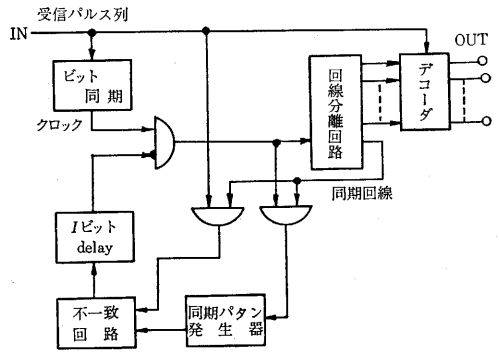 受信パルス列
IN
OUT
ビット
同期
クロック
回線分離回路
デコーダ
同期回線
1ビット
delay
不一致
回路
同期パタン
発生器